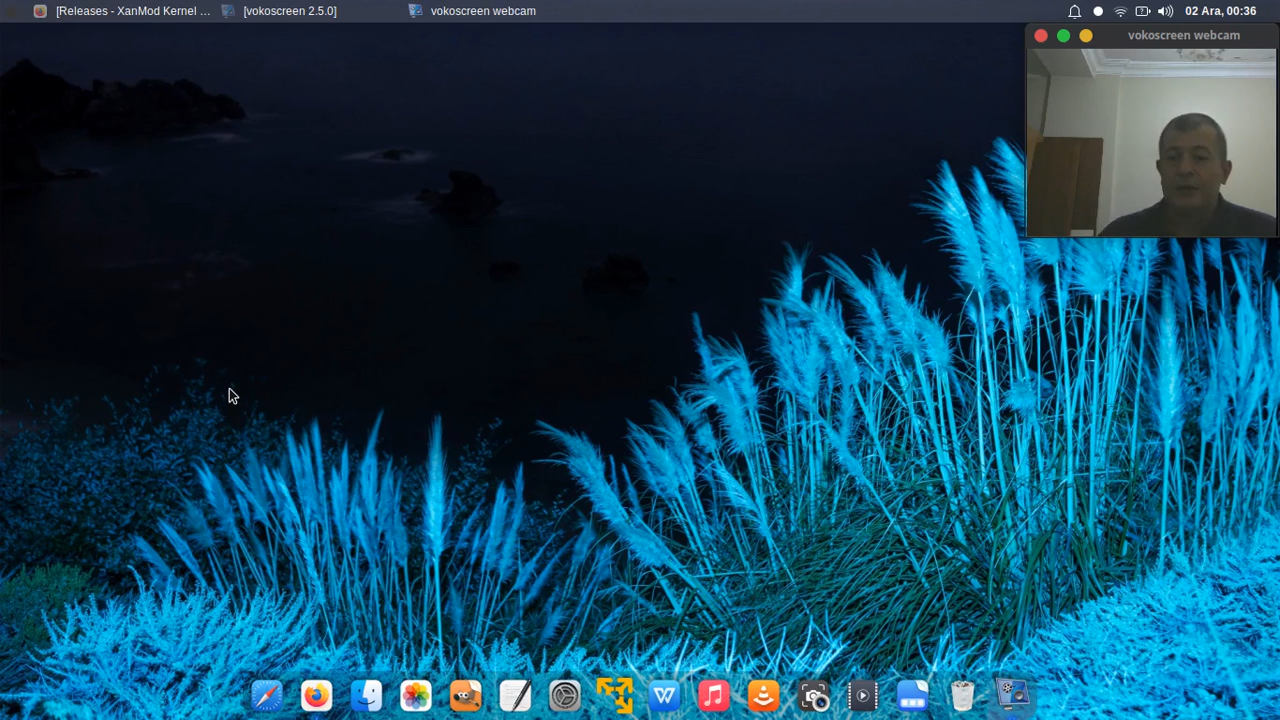 [Releases - XanMod Kernel ...
[vokoscreen 2.5.0]
vokoscreen webcam
02 Ara, 00:36
vokoscreen webcam